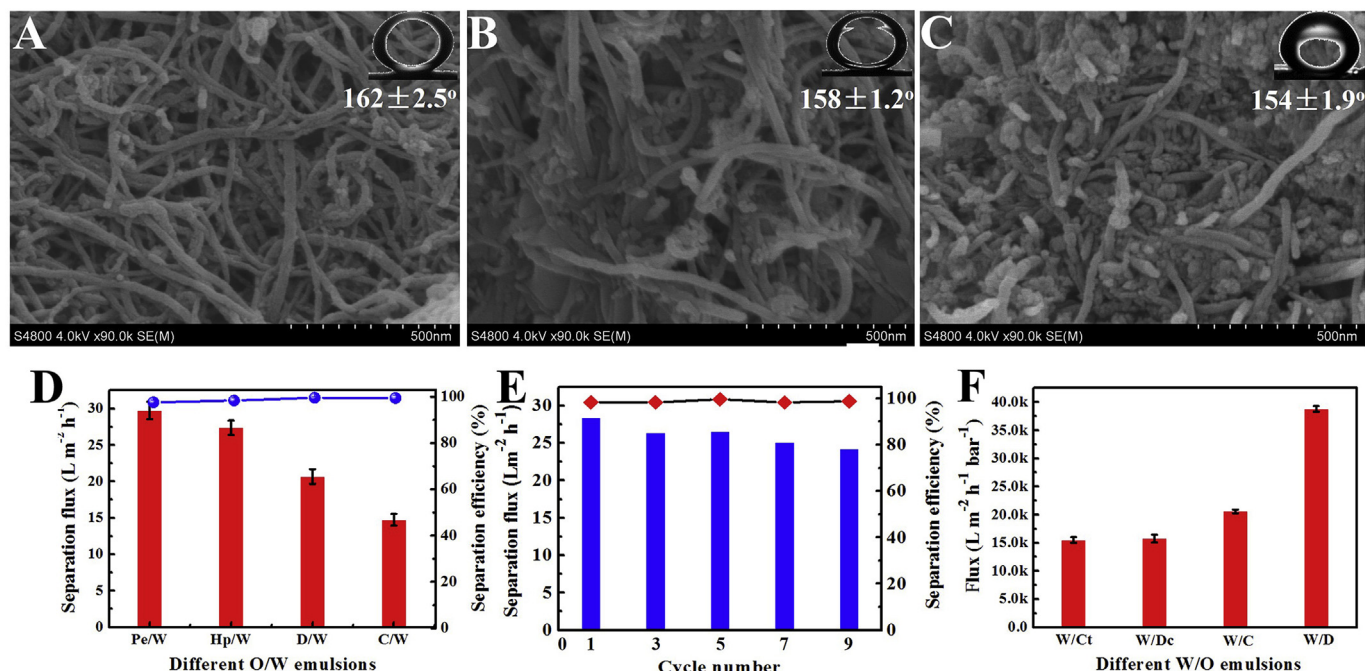 A
162±2.5°
S4800 4.0kV x90.0k SE(M)
500nm
B
158±1.2°
S4800 4.0kV x90.0k SE(M)
500nm
C
154±1.9°
S4800 4.0kV x90.0k SE(M)
500nm
D
Separation flux (L m⁻² h⁻¹)
30
25
20
15
10
5
0
Pe/W Hp/W D/W C/W
Different O/W emulsions
100
80
60
40
20
0
Separation efficiency (%)
E
Separation flux (Lm⁻² h⁻¹)
30
25
20
15
10
5
0
0 1 3 5 7 9
Cycle number
100
80
60
40
20
0
Separation efficiency (%)
F
Flux (L m⁻² h⁻¹ bar⁻¹)
40.0k
35.0k
30.0k
25.0k
20.0k
15.0k
10.0k
5.0k
0.0
W/Ct W/Dc W/C W/D
Different W/O emulsions